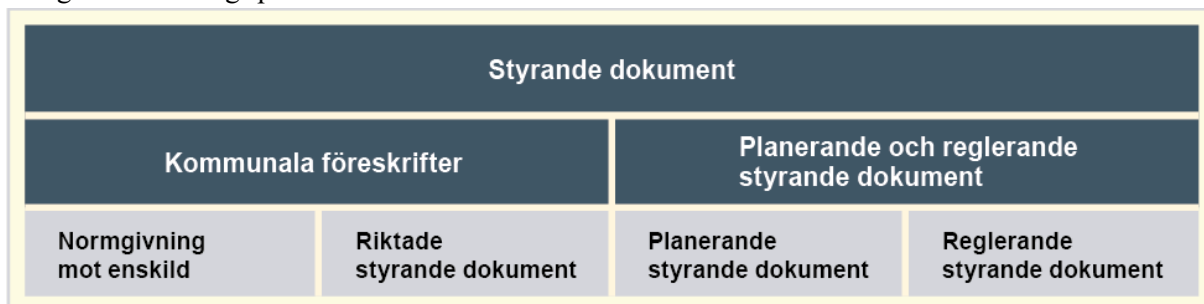 Styrande dokument
Kommunala föreskrifter
Planerande och reglerande
styrande dokument
Normgivning
mot enskild
Riktade
styrande dokument
Planerande
styrande dokument
Reglerande
styrande dokument